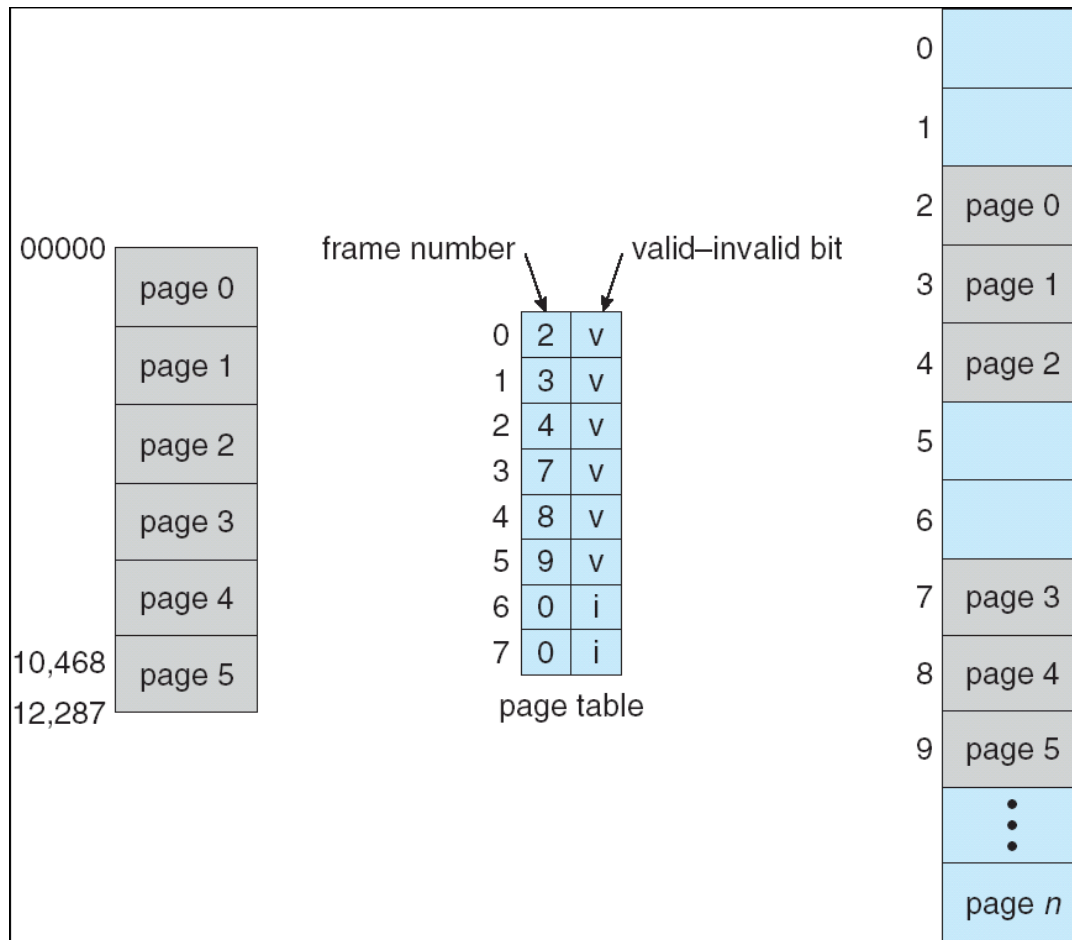 00000
page 0
page 1
page 2
page 3
page 4
10,468
page 5
12,287
frame number
valid–invalid bit
0 2 v
1 3 v
2 4 v
3 7 v
4 8 v
5 9 v
6 0 i
7 0 i
page table
0
1
2 page 0
3 page 1
4 page 2
5
6
7 page 3
8 page 4
9 page 5
page n